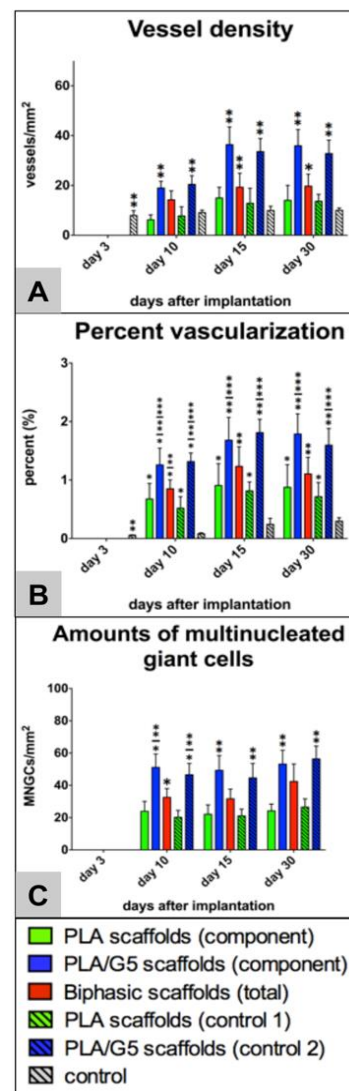 Vessel density
vessels/mm²
60
40
20
0
** ** ** ** ** ** ** * **
day 3
day 10
day 15
day 30
days after implantation
A
Percent vascularization
percent (%)
3
2
1
0
day 3
day 10
day 15
day 30
days after implantation
B
Amounts of multinucleated
giant cells
MNGCs/mm²
100
80
60
40
20
0
day 3
day 10
day 15
day 30
days after implantation
C
PLA scaffolds (component)
PLA/G5 scaffolds (component)
Biphasic scaffolds (total)
PLA scaffolds (control 1)
PLA/G5 scaffolds (control 2)
control